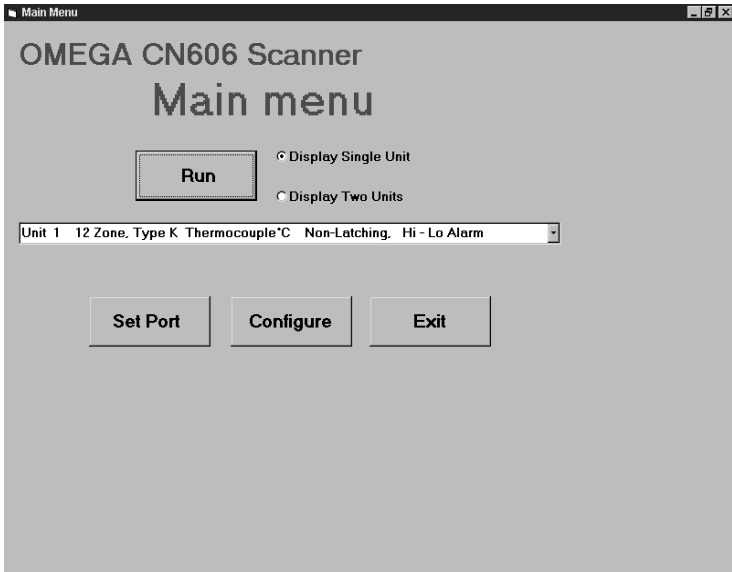 Main Menu
OMEGA CN606 Scanner
Main menu
Run
Display Single Unit
Display Two Units
Unit 1 12 Zone, Type K Thermocouple°C Non-Latching, Hi - Lo Alarm
Set Port
Configure
Exit